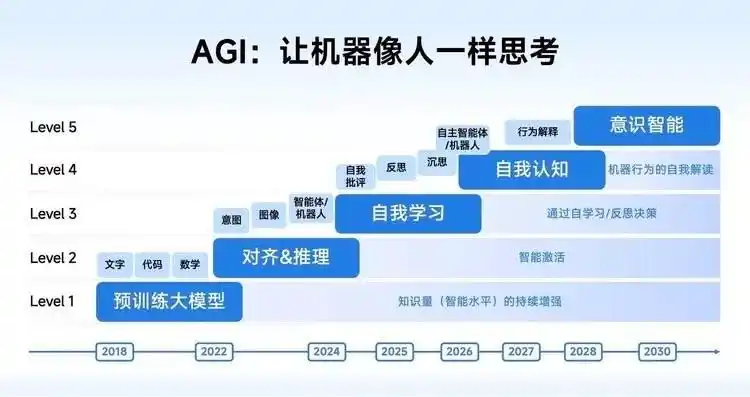 AGI：让机器像人一样思考
Level 5
行为解释
意识智能
Level 4
自主智能体
/机器人
自我
批评
反思
沉思
自我认知
机器行为的自我解读
Level 3
意图
图像
智能体/
机器人
自我学习
通过自学习/反思决策
Level 2
文字
代码
数学
对齐&推理
智能激活
Level 1
预训练大模型
知识量（智能水平）的持续增强
2018
2022
2024
2025
2026
2027
2028
2030